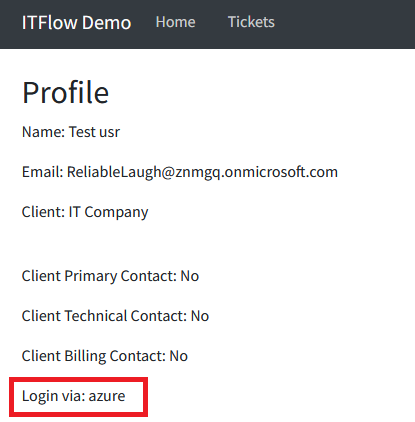 ITFlow Demo Home Tickets
Profile
Name: Test usr
Email: ReliableLaugh@znmgq.onmicrosoft.com
Client: IT Company
Client Primary Contact: No
Client Technical Contact: No
Client Billing Contact: No
Login via: azure